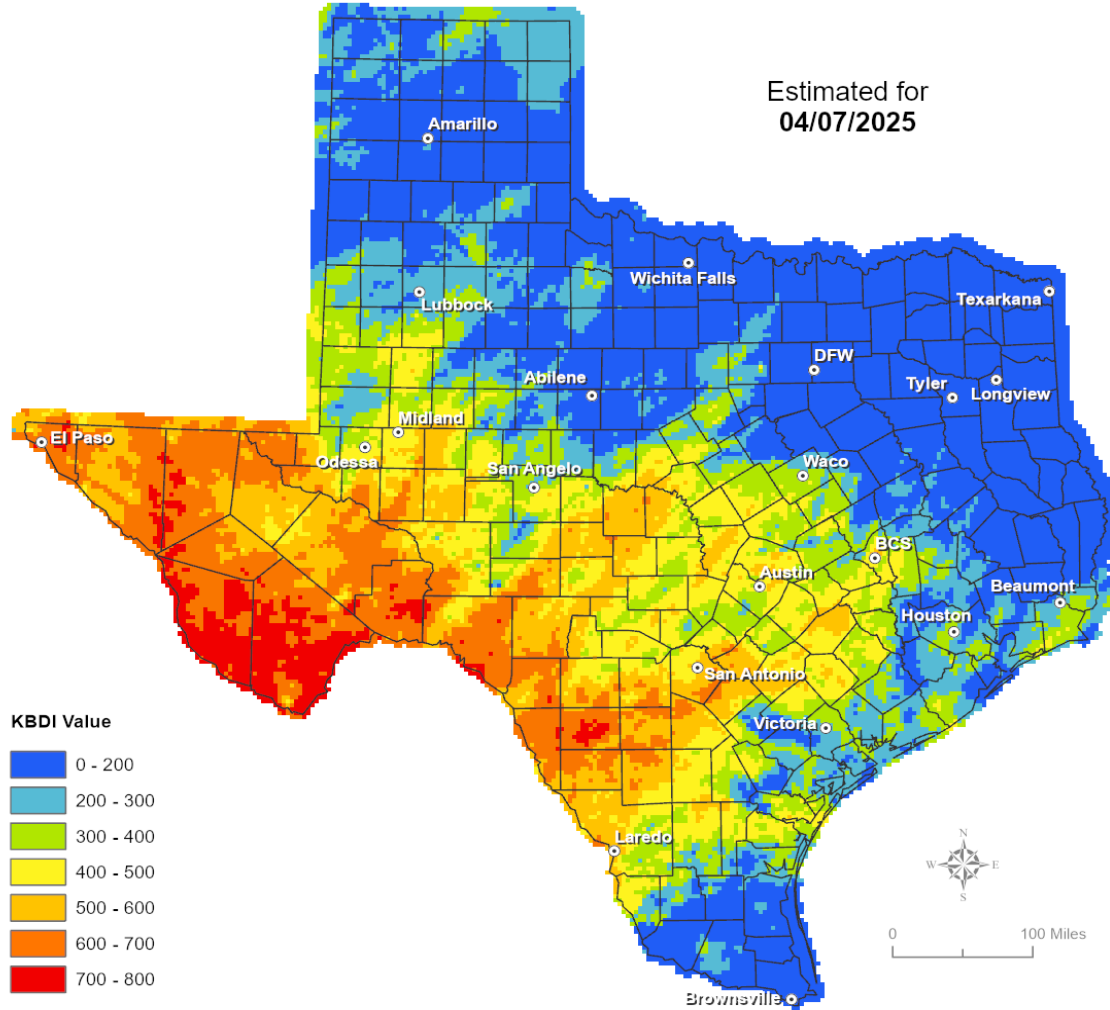 Estimated for
04/07/2025
Amarillo
Wichita Falls
Lubbock
Texarkana
DFW
Abilene
Tyler
Longview
Midland
El Paso
Odessa
San Angelo
Waco
BCS
Austin
Beaumont
Houston
San Antonio
Victoria
Laredo
Brownsville
KBDI Value
0 - 200
200 - 300
300 - 400
400 - 500
500 - 600
600 - 700
700 - 800
N
W
E
S
0
100 Miles